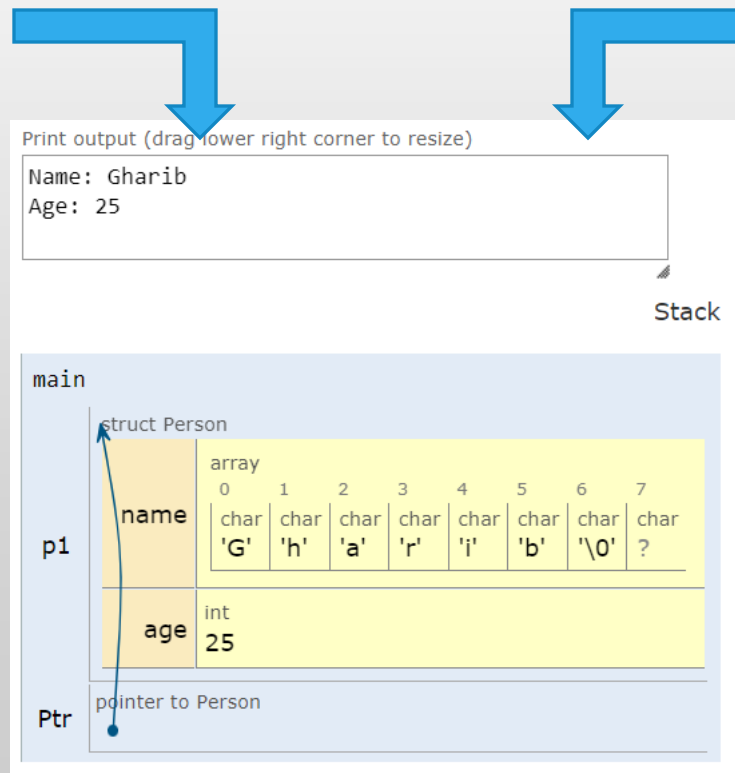 Print output (drag lower right corner to resize)
Name: Gharib
Age: 25
Stack
main
struct Person
array
0 1 2 3 4 5 6 7
name
char char char char char char char char
'G' 'h' 'a' 'r' 'i' 'b' '\0' ?
p1
int
age
25
pointer to Person
Ptr